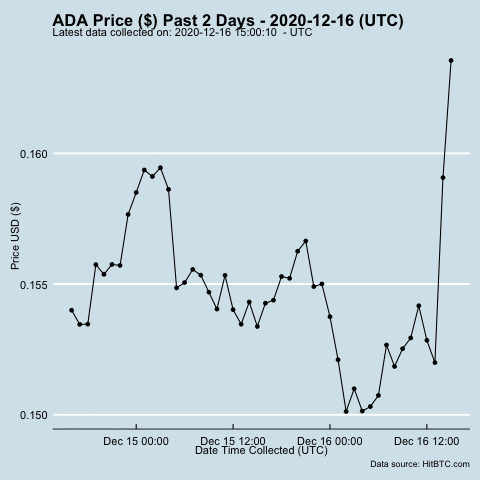 ADA Price ($) Past 2 Days - 2020-12-16 (UTC)
Latest data collected on: 2020-12-16 15:00:10  - UTC
0.160
0.155
0.150
Price USD ($)
Dec 15 00:00 Dec 15 12:00 Dec 16 00:00 Dec 16 12:00
Date Time Collected (UTC)
Data source: HitBTC.com